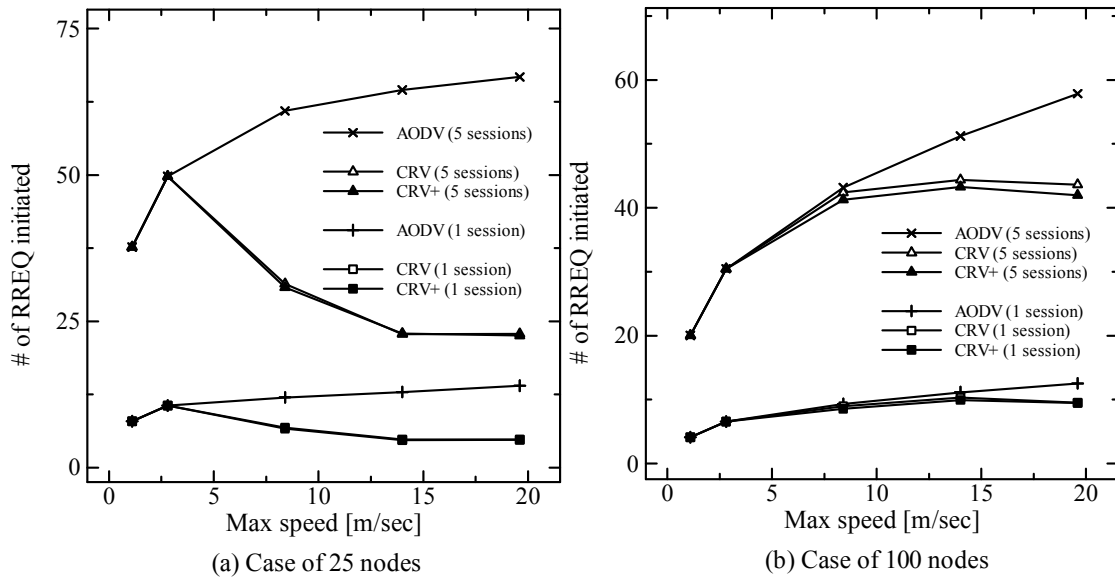 75
50
25
0
# of RREQ initiated
AODV (5 sessions)
CRV (5 sessions)
CRV+ (5 sessions)
AODV (1 session)
CRV (1 session)
CRV+ (1 session)
0 5 10 15 20
Max speed [m/sec]
(a) Case of 25 nodes
60
40
20
0
# of RREQ initiated
AODV (5 sessions)
CRV (5 sessions)
CRV+ (5 sessions)
AODV (1 session)
CRV (1 session)
CRV+ (1 session)
0 5 10 15 20
Max speed [m/sec]
(b) Case of 100 nodes